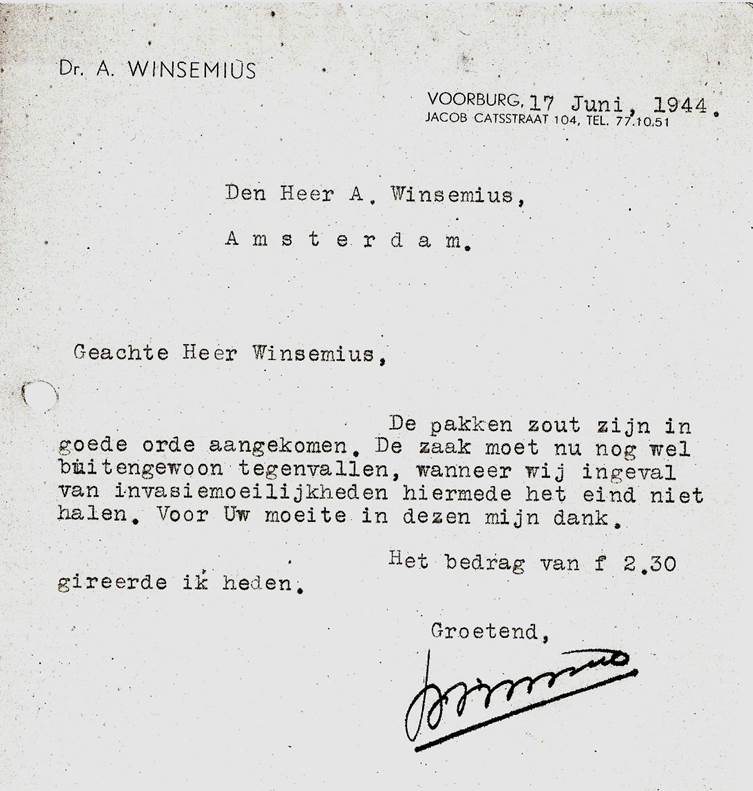 Dr. A. WINSEMIUS
VOORBURG, 17 Juni, 1944.
JACOB CATSSTRAAT 104, TEL. 77.10.51
Den Heer A. Winsemius,
A m s t e r d a m.
Geachte Heer Winsemius,
De pakken zout zijn in
goede orde aangekomen. De zaak moet nu nog wel
buitengewoon tegenvallen, wanneer wij ingeval
van invasiemoeilijkheden hiermede het eind niet
halen. Voor Uw moeite in dezen mijn dank.
Het bedrag van f 2.30
gireerde ik heden.
Groetend,
Winsemius